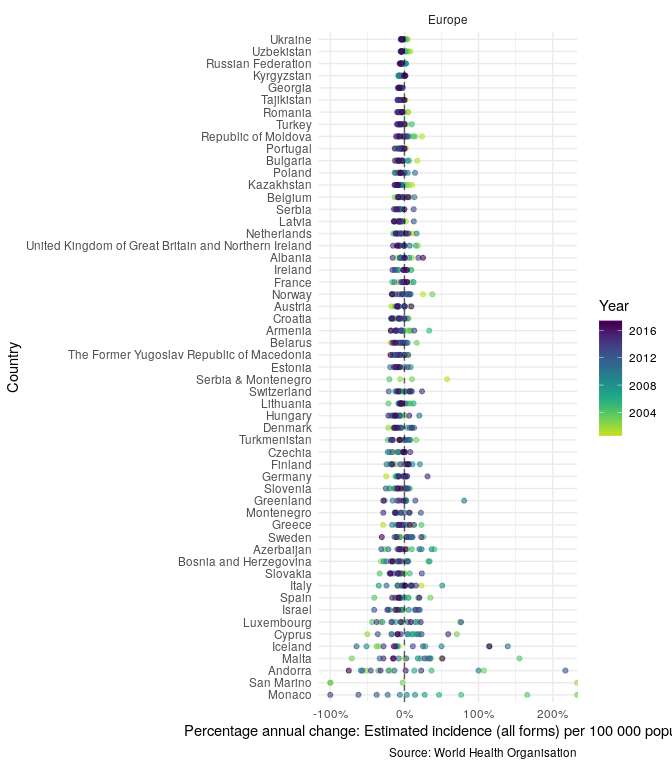 Europe
Ukraine
Uzbekistan
Russian Federation
Kyrgyzstan
Georgia
Tajikistan
Romania
Turkey
Republic of Moldova
Portugal
Bulgaria
Poland
Kazakhstan
Belgium
Serbia
Latvia
Netherlands
United Kingdom of Great Britain and Northern Ireland
Albania
Ireland
France
Norway
Austria
Croatia
Armenia
Belarus
The Former Yugoslav Republic of Macedonia
Estonia
Serbia & Montenegro
Switzerland
Lithuania
Hungary
Denmark
Turkmenistan
Czechia
Finland
Germany
Slovenia
Greenland
Montenegro
Greece
Sweden
Azerbaijan
Bosnia and Herzegovina
Slovakia
Italy
Spain
Israel
Luxembourg
Cyprus
Iceland
Malta
Andorra
San Marino
Monaco
Country
-100% 0% 100% 200%
Percentage annual change: Estimated incidence (all forms) per 100 000 popu
Source: World Health Organisation
Year
2016
2012
2008
2004